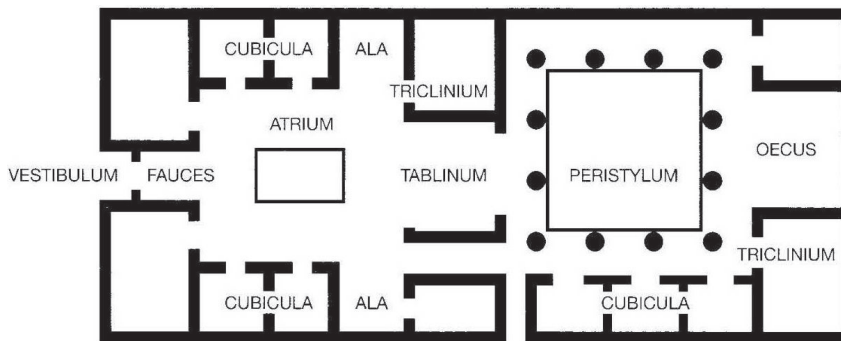 CUBICULA ALA
TRICLINIUM
ATRIUM
OECUS
VESTIBULUM FAUCES TABLINUM PERISTYLUM
TRICLINIUM
CUBICULA ALA CUBICULA